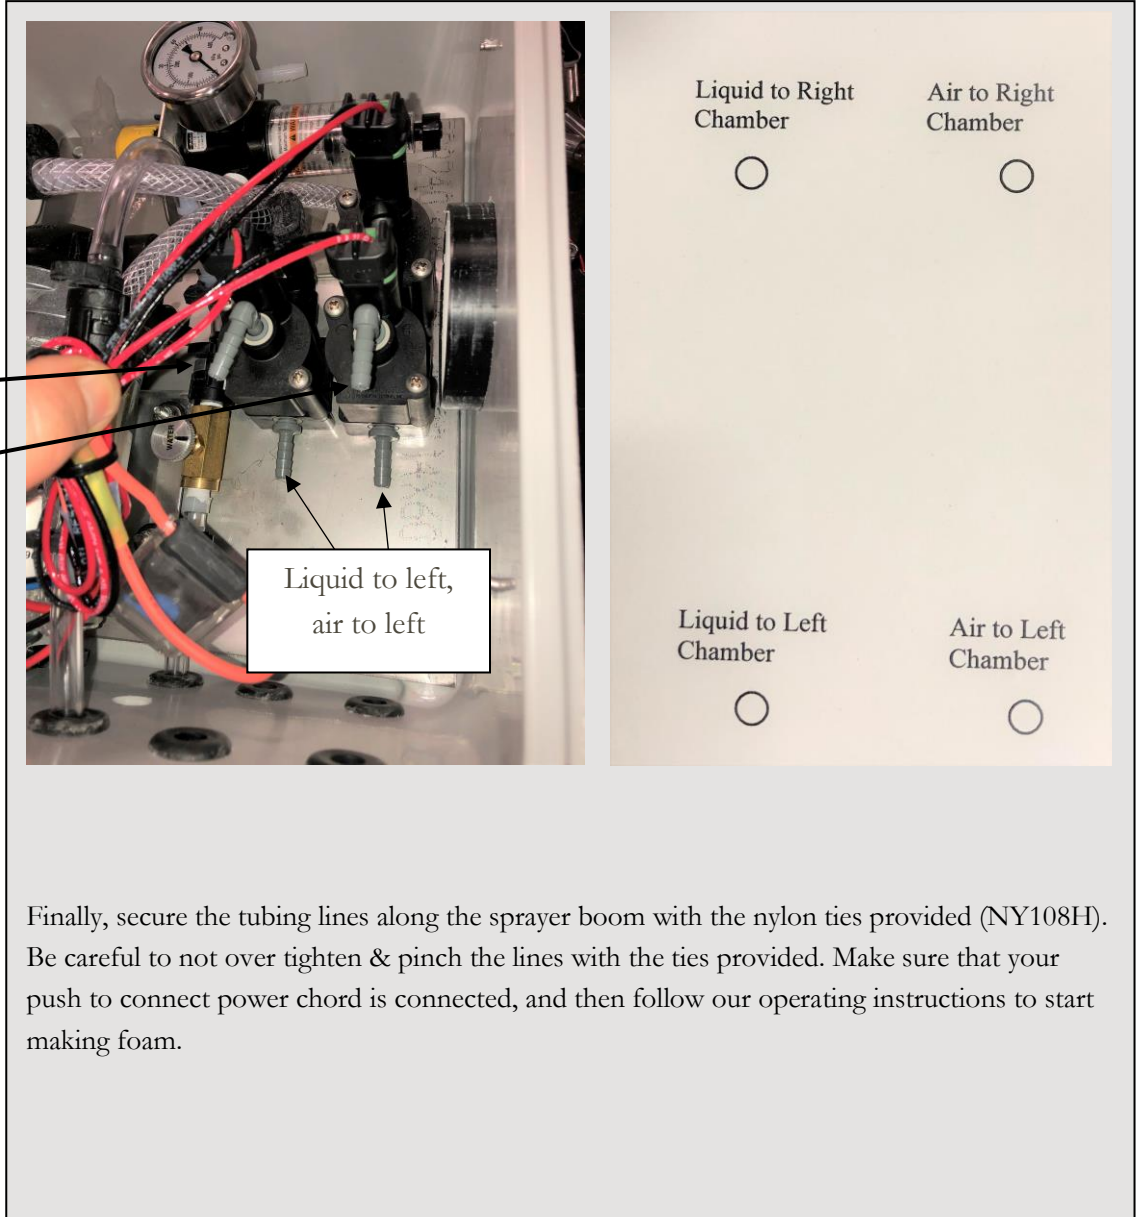 WATER
Liquid to left,
air to left
Liquid to Right
Chamber
Air to Right
Chamber
Liquid to Left
Chamber
Air to Left
Chamber
Finally, secure the tubing lines along the sprayer boom with the nylon ties provided (NY108H).
Be careful to not over tighten & pinch the lines with the ties provided. Make sure that your
push to connect power chord is connected, and then follow our operating instructions to start
making foam.